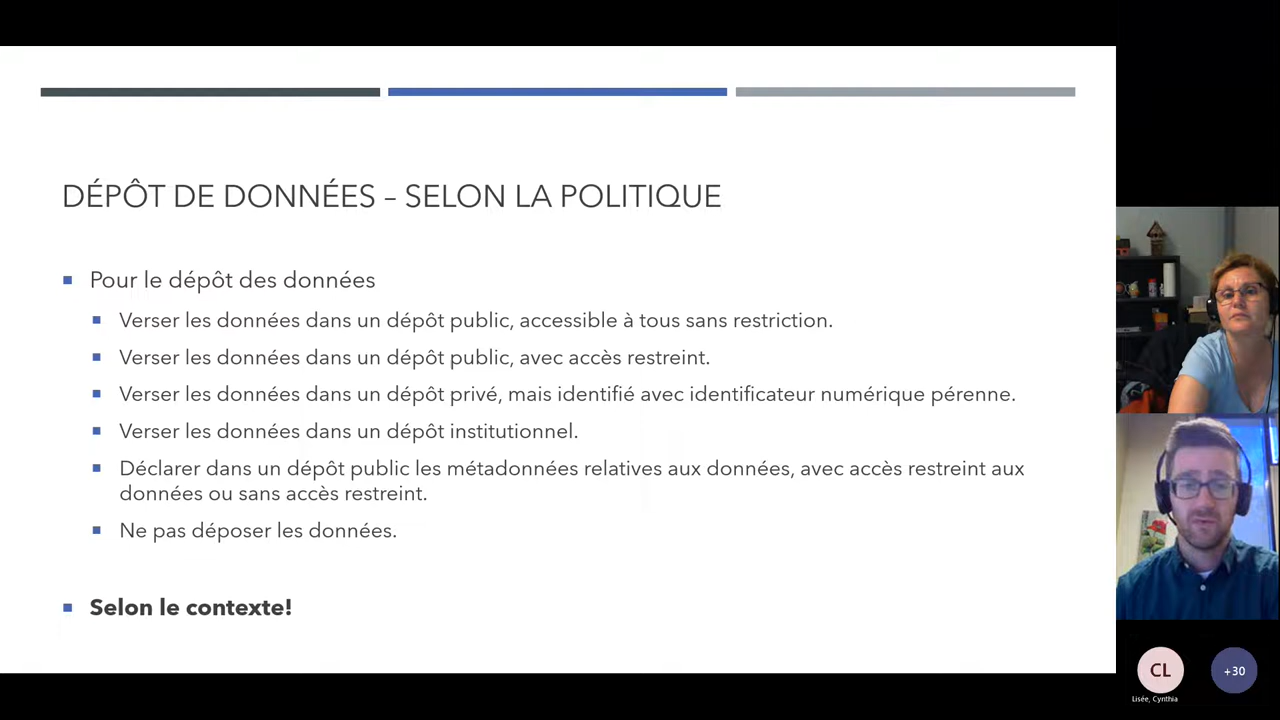 DÉPÔT DE DONNÉES – SELON LA POLITIQUE
Pour le dépôt des données
Verser les données dans un dépôt public, accessible à tous sans restriction.
Verser les données dans un dépôt public, avec accès restreint.
Verser les données dans un dépôt privé, mais identifié avec identificateur numérique pérenne.
Verser les données dans un dépôt institutionnel.
Déclarer dans un dépôt public les métadonnées relatives aux données, avec accès restreint aux
données ou sans accès restreint.
Ne pas déposer les données.
Selon le contexte!
CL
+30
Lisée, Cynthia